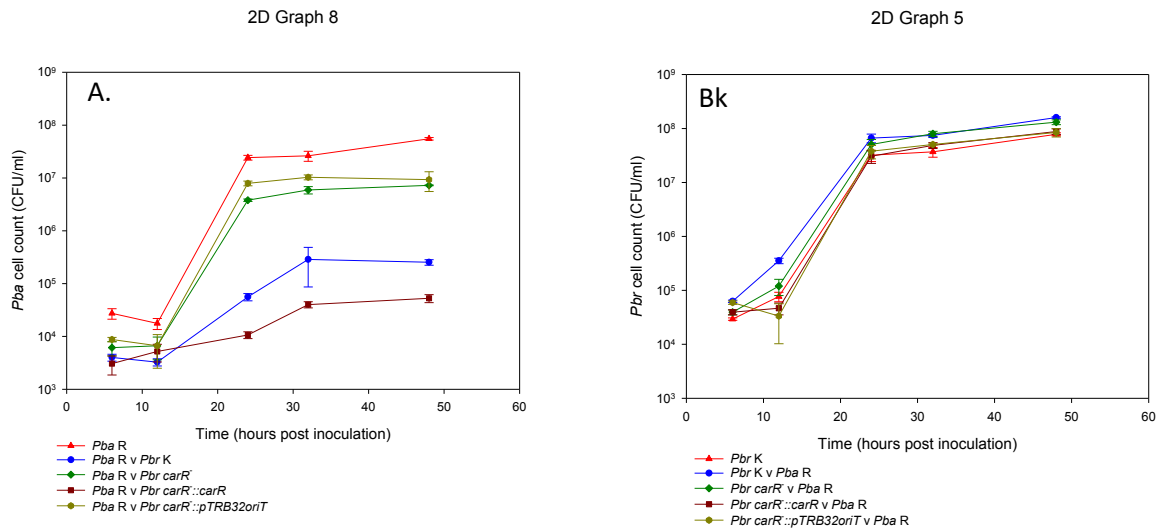 2D Graph 8
A.
10⁹
10⁸
10⁷
10⁶
10⁵
10⁴
10³
Pba cell count (CFU/ml)
0 10 20 30 40 50 60
Time (hours post inoculation)
Pba R
Pba R v Pbr K
Pba R v Pbr carR⁻
Pba R v Pbr carR⁻::carR
Pba R v Pbr carR⁻::pTRB32oriT
2D Graph 5
Bk
10⁹
10⁸
10⁷
10⁶
10⁵
10⁴
10³
Pbr cell count (CFU/ml)
0 10 20 30 40 50 60
Time (hours post inoculation)
Pbr K
Pbr K v Pba R
Pbr carR⁻ v Pba R
Pbr carR⁻::carR v Pba R
Pbr carR⁻::pTRB32oriT v Pba R